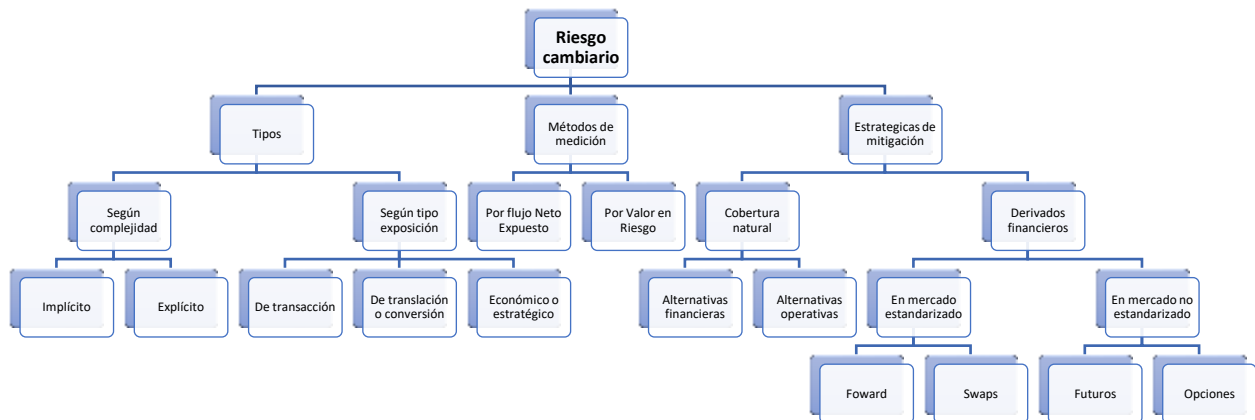 Riesgo
cambiario
Tipos
Métodos de
medición
Estrategicas de
mitigación
Según
complejidad
Según tipo
exposición
Por flujo Neto
Expuesto
Por Valor en
Riesgo
Cobertura
natural
Derivados
financieros
Implícito
Explícito
De transacción
De translación
o conversión
Económico o
estratégico
Alternativas
financieras
Alternativas
operativas
En mercado
estandarizado
En mercado no
estandarizado
Foward
Swaps
Futuros
Opciones